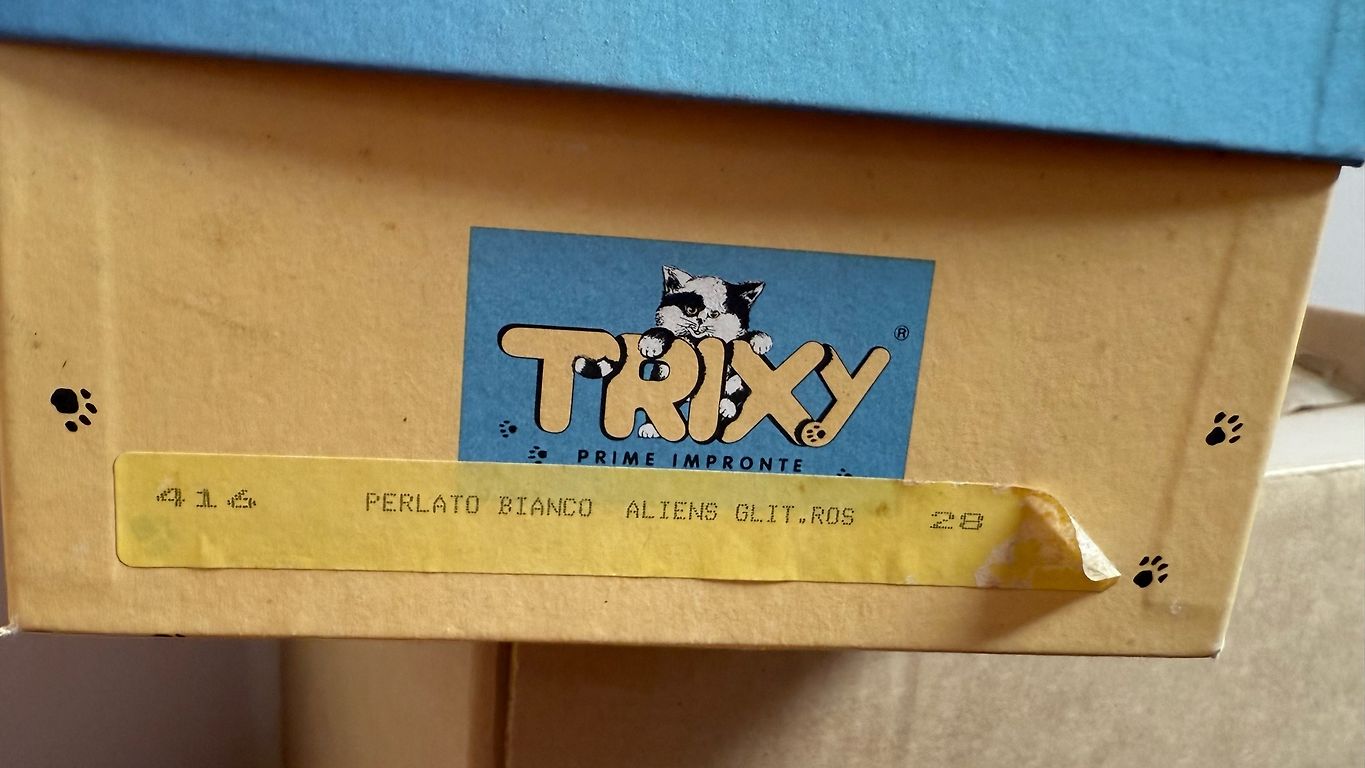 TRIXY ®
PRIME IMPRONTE
416 PERLATO BIANCO ALIENS GLIT.ROS 28